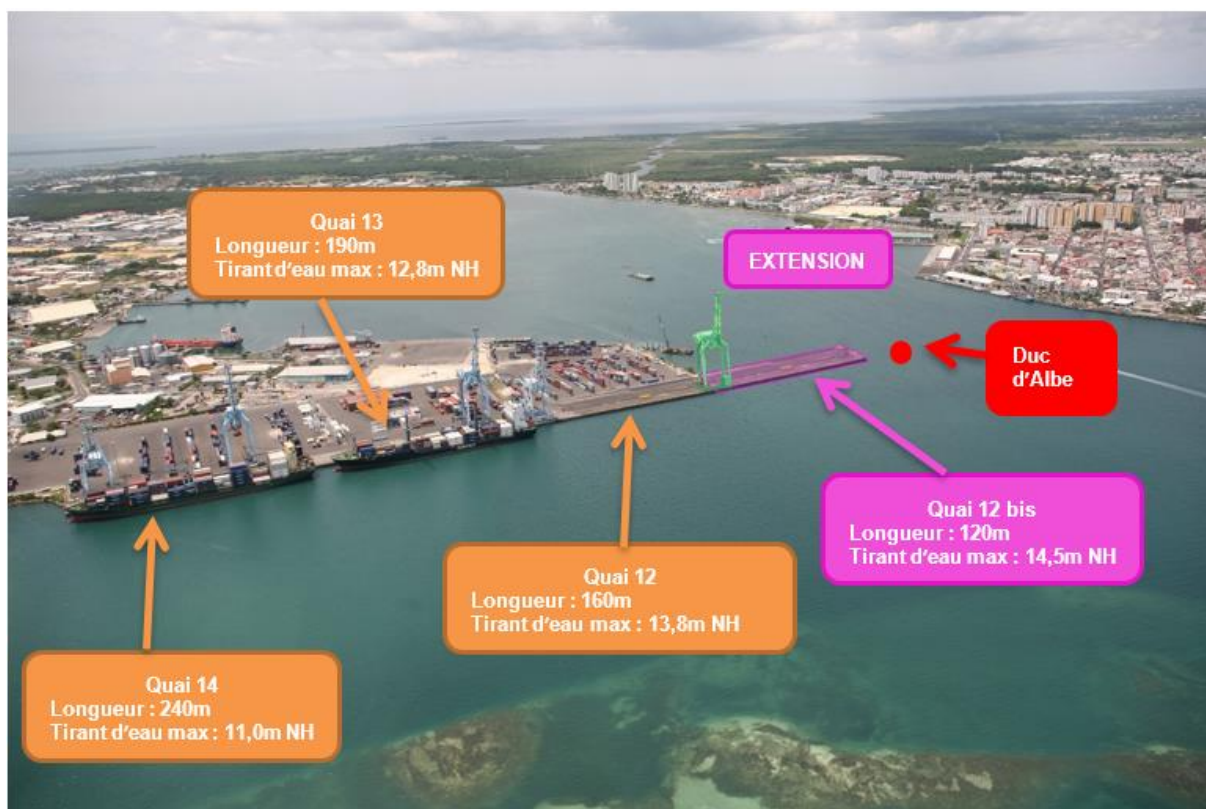 Quai 13
Longueur : 190m
Tirant d'eau max : 12,8m NH
EXTENSION
Duc
d'Albe
Quai 12 bis
Longueur : 120m
Tirant d'eau max : 14,5m NH
Quai 12
Longueur : 160m
Tirant d'eau max : 13,8m NH
Quai 14
Longueur : 240m
Tirant d'eau max : 11,0m NH